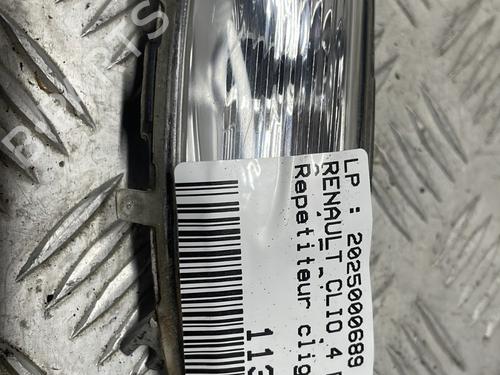 LP : 2025000689
RENAULT CLIO 4
Repetiteur clig
113